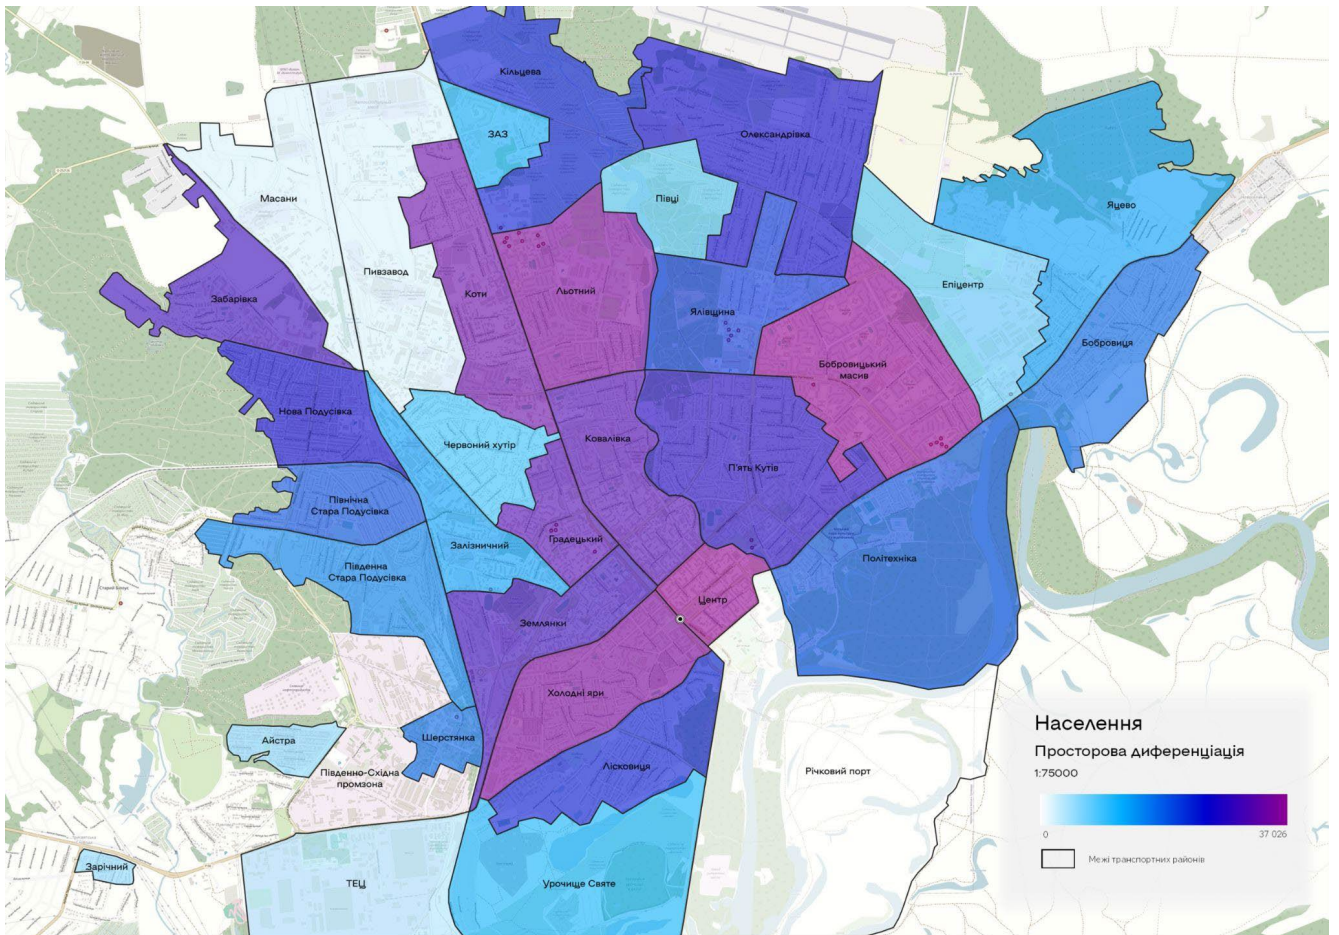 Кільцева
ЗАЗ
Олександрівка
Масани
Півці
Яцево
Пивзавод
Забарівка
Коти
Льотний
Епіцентр
Ялівщина
Бобровиця
Бобровицький
масив
Нова Подусівка
Червоний хутір
Ковалівка
П'ять Кутів
Північна
Стара Подусівка
Градецький
Залізничний
Південна
Стара Подусівка
Політехніка
Центр
Землянки
Холодні яри
Айстра
Шерстянка
Південно-Східна
промзона
Лісковиця
Річковий порт
Зарічний
ТЕЦ
Урочище Святе
Населення
Просторова диференціація
1:75000
0
37 026
Межі транспортних районів